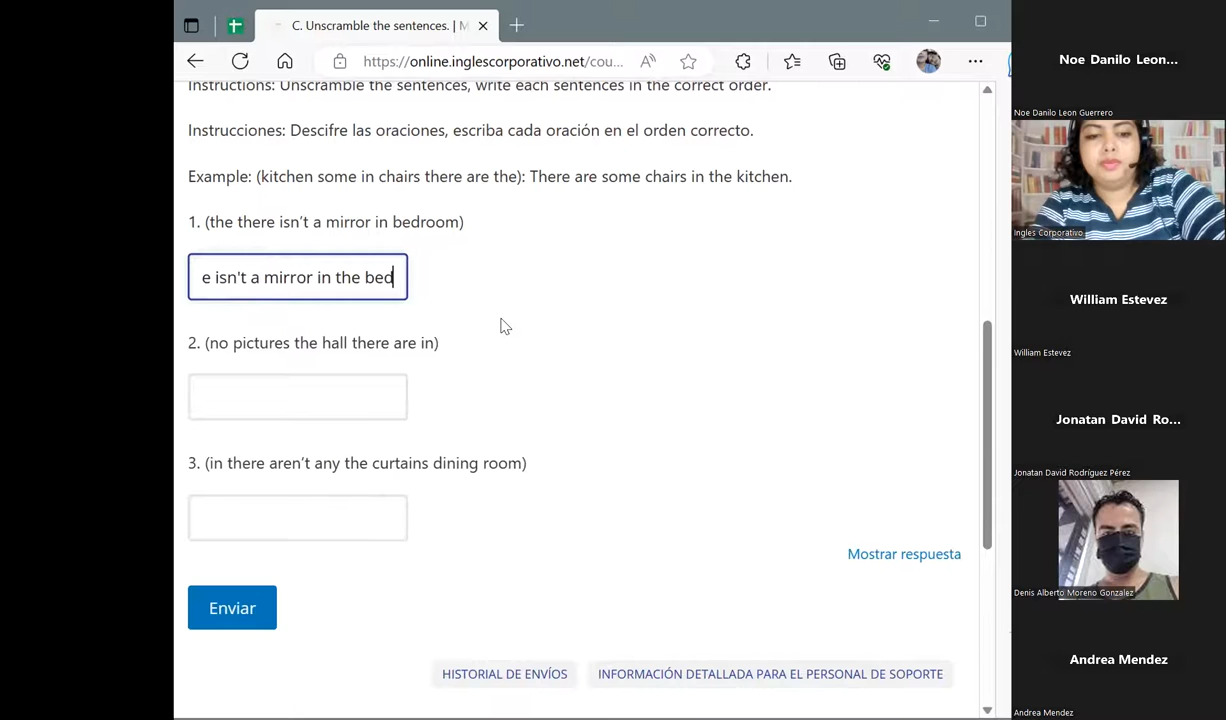 C. Unscramble the sentences. | M
https://online.inglescorporativo.net/cou...
Instructions: Unscramble the sentences, write each sentences in the correct order.
Instrucciones: Descifre las oraciones, escriba cada oración en el orden correcto.
Example: (kitchen some in chairs there are the): There are some chairs in the kitchen.
1. (the there isn't a mirror in bedroom)
e isn't a mirror in the bed
2. (no pictures the hall there are in)
3. (in there aren't any the curtains dining room)
Mostrar respuesta
Enviar
HISTORIAL DE ENVÍOS
INFORMACIÓN DETALLADA PARA EL PERSONAL DE SOPORTE
Noe Danilo Leon...
Noe Danilo Leon Guerrero
Ingles Corporativo
William Estevez
William Estevez
Jonatan David Ro...
Jonatan David Rodríguez Pérez
Denis Alberto Moreno Gonzalez
Andrea Mendez
Andrea Mendez